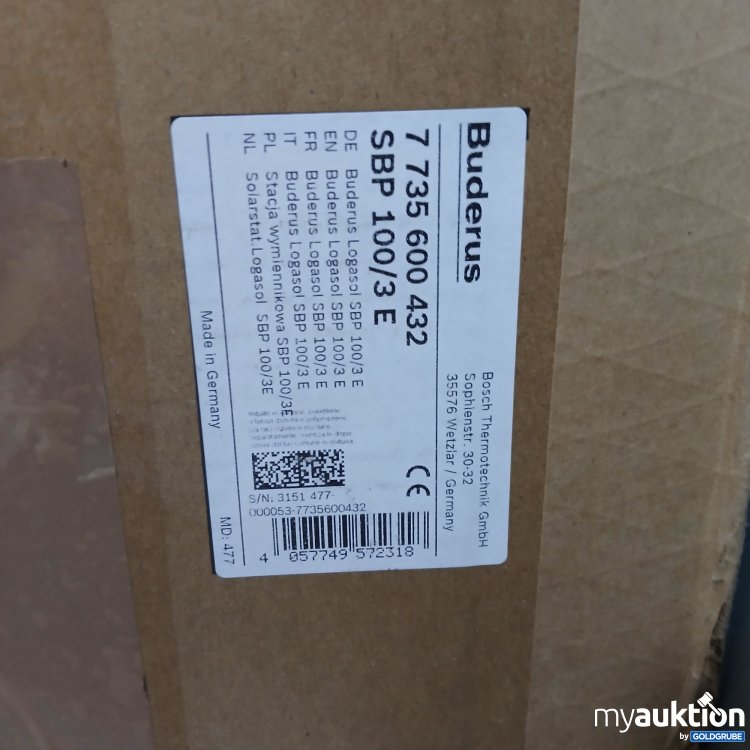 Buderus
Bosch Thermotechnik GmbH
Sophienstr. 30-32
35576 Wetzlar / Germany
7 735 600 432
SBP 100/3 E
CE
DE Buderus Logasol SBP 100/3 E
EN Buderus Logasol SBP 100/3 E
FR Buderus Logasol SBP 100/3 E
IT Buderus Logasol SBP 100/3 E
PL Stacja wymiennikowa SBP 100/3E
NL Solarstat.Logasol SBP 100/3E
S/N: 3151 477-
000053-7735600432
4 057749 572318
Made in Germany
MD: 477
myauktion
by GOLDGRUBE